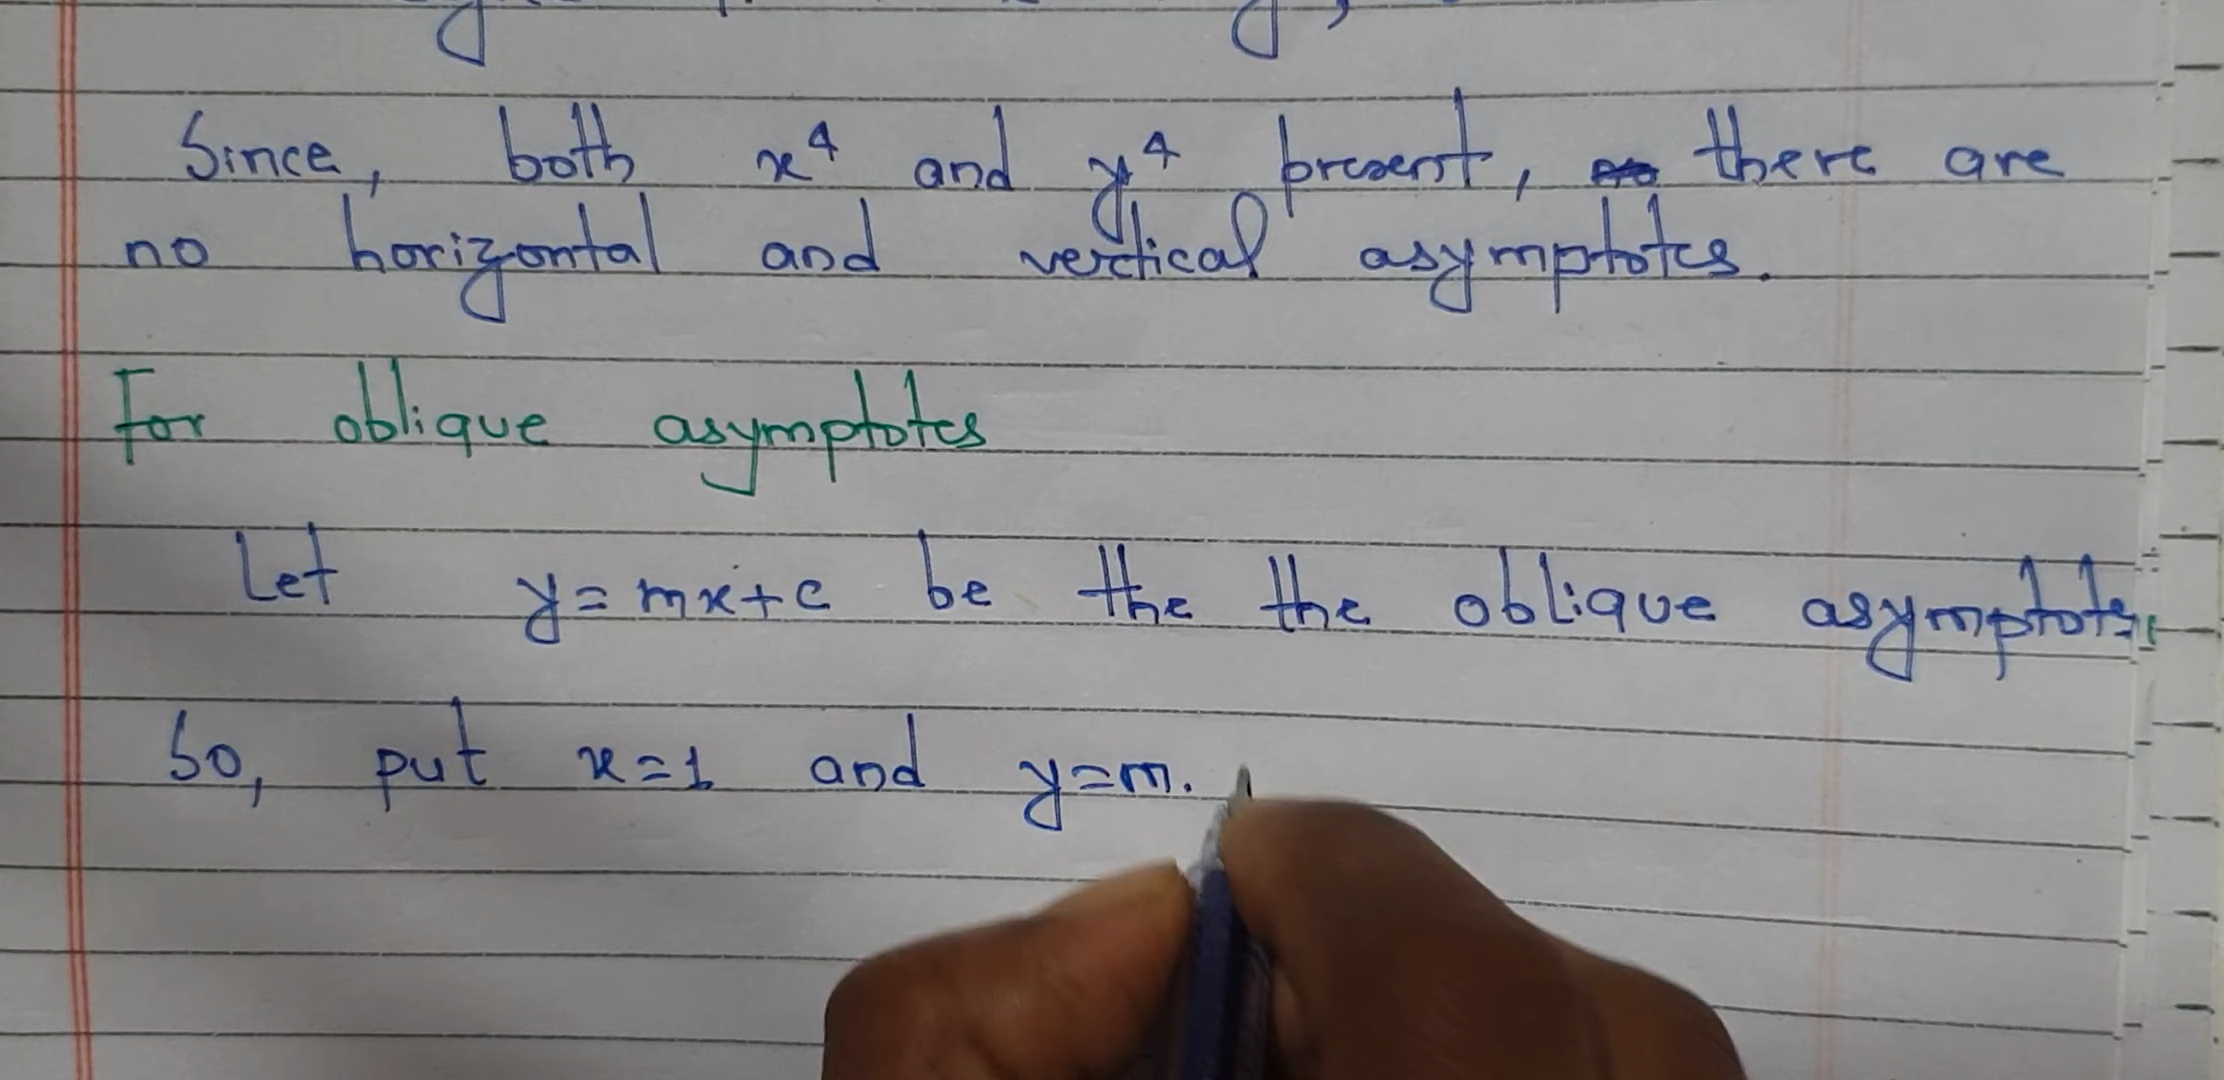 Since, both x⁴ and y⁴ present, there are
no horizontal and vertical asymptotes.
For oblique asymptotes
Let y=mx+c be the the oblique asymptote
So, put x=1 and y=m.